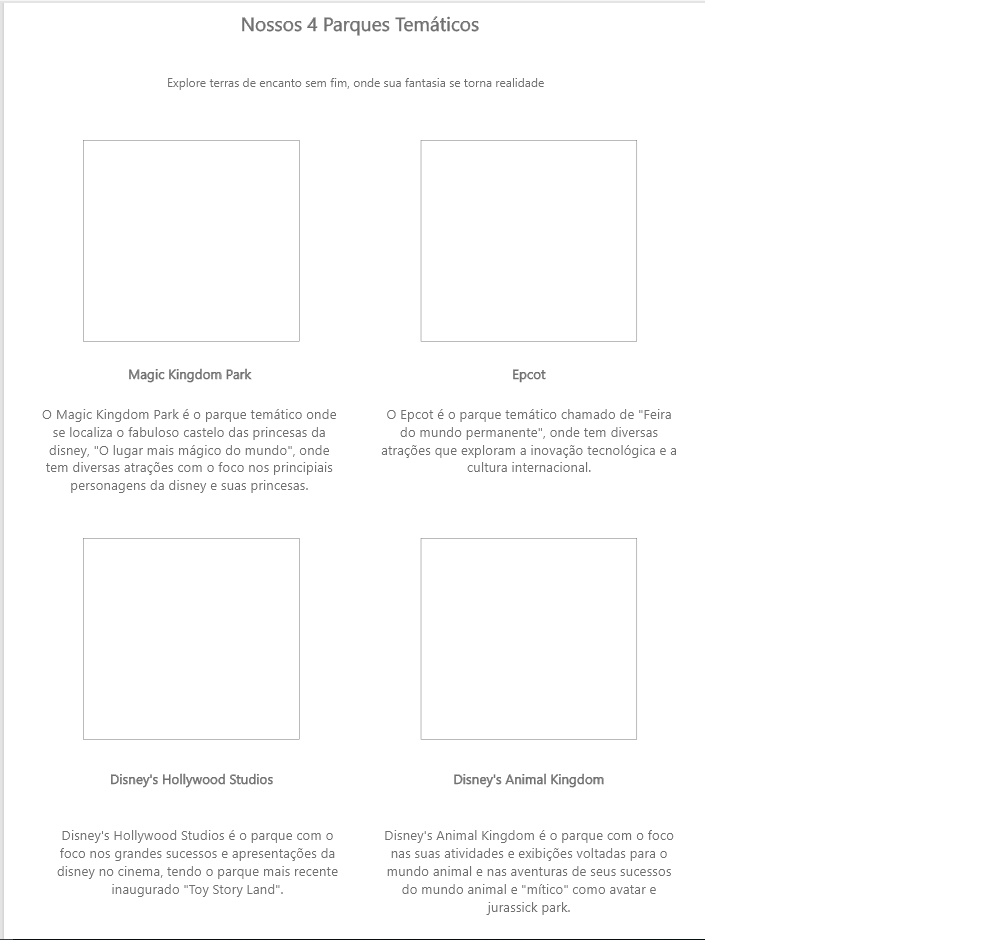 Nossos 4 Parques Temáticos
Explore terras de encanto sem fim, onde sua fantasia se torna realidade
Magic Kingdom Park
O Magic Kingdom Park é o parque temático onde
se localiza o fabuloso castelo das princesas da
disney, "O lugar mais mágico do mundo", onde
tem diversas atrações com o foco nos principiais
personagens da disney e suas princesas.
Epcot
O Epcot é o parque temático chamado de "Feira
do mundo permanente", onde tem diversas
atrações que exploram a inovação tecnológica e a
cultura internacional.
Disney's Hollywood Studios
Disney's Hollywood Studios é o parque com o
foco nos grandes sucessos e apresentações da
disney no cinema, tendo o parque mais recente
inaugurado "Toy Story Land".
Disney's Animal Kingdom
Disney's Animal Kingdom é o parque com o foco
nas suas atividades e exibições voltadas para o
mundo animal e nas aventuras de seus sucessos
do mundo animal e "mítico" como avatar e
jurassick park.